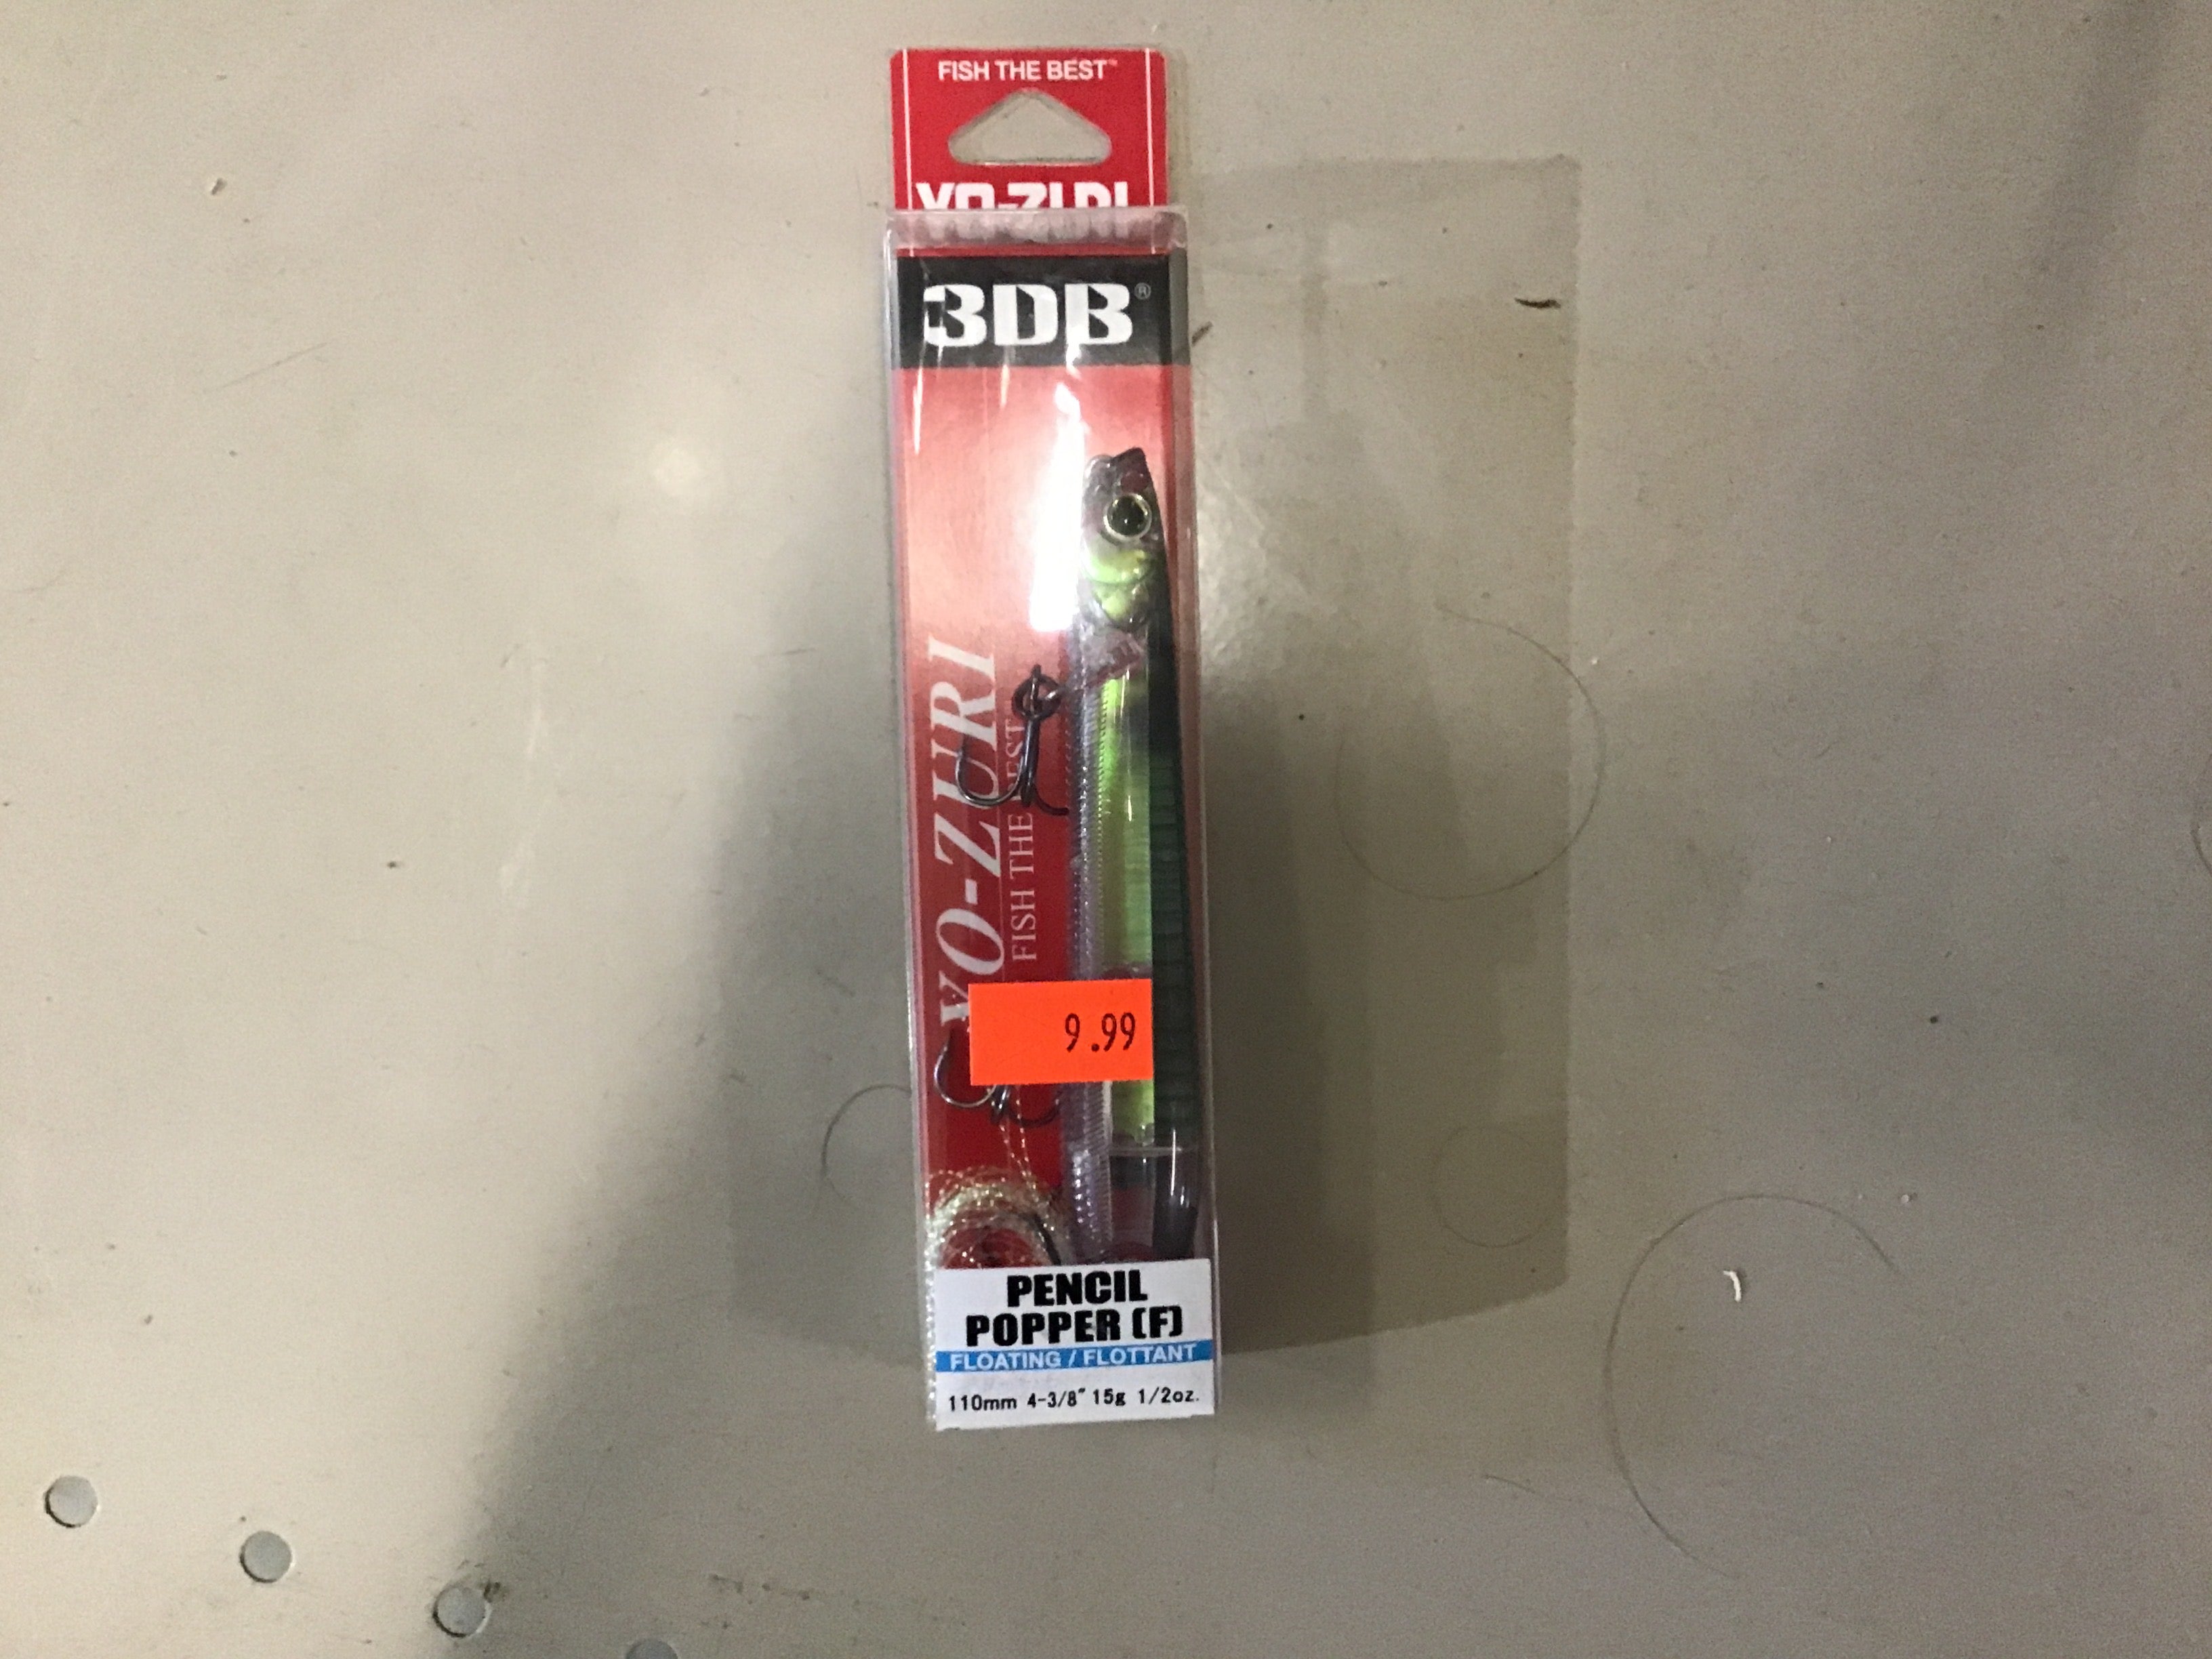 FISH THE BEST™
YO-ZURI
3DB®
YO-ZURI
FISH THE BEST
9.99
PENCIL
POPPER (F)
FLOATING / FLOTTANT
110mm 4-3/8" 15g 1/2oz.